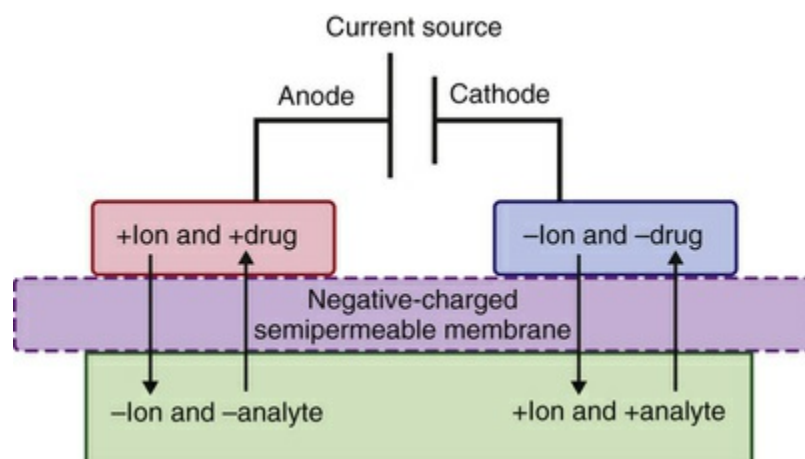 Current source
Anode
Cathode
+Ion and +drug
–Ion and –drug
Negative-charged
semipermeable membrane
–Ion and –analyte
+Ion and +analyte